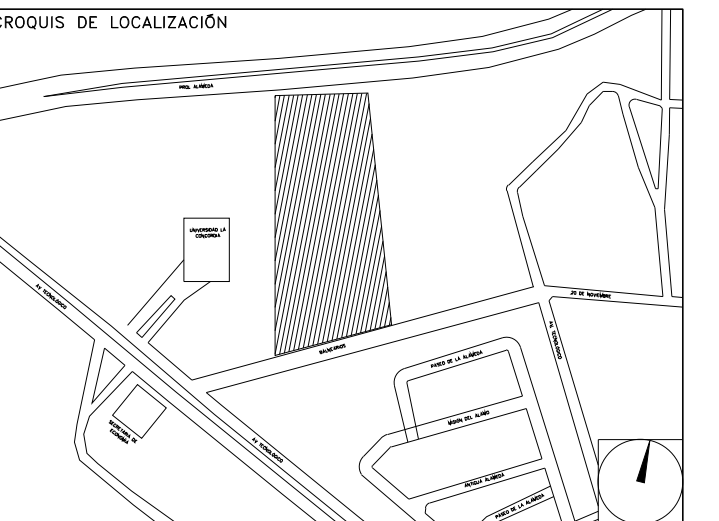 CROQUIS DE LOCALIZACIÓN
PROL ALAMEDA
UNIVERSIDAD LA
CONCORDIA
AV TECNOLOGICO
20 DE NOVIEMBRE
BALNEARIOS
AV. TECNOLOGICO
PASEO DE LA ALAMEDA
MISION DEL ALAMO
SECRETARIA DE
ECONOMIA
AV TECNOLOGICO
ANTIGUA ALAMEDA
PASEO DE LA ALAMEDA